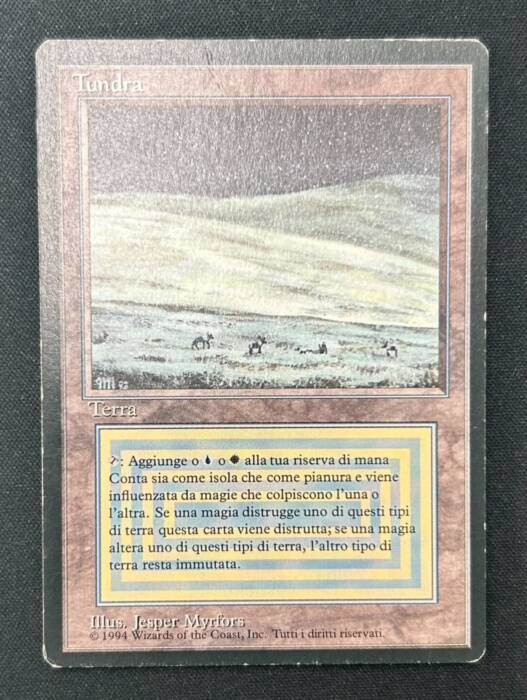 Tundra
JM 93
Terra
: Aggiunge o o alla tua riserva di mana
Conta sia come isola che come pianura e viene
influenzata da magie che colpiscono l'una o
l'altra. Se una magia distrugge uno di questi tipi
di terra questa carta viene distrutta; se una magia
altera uno di questi tipi di terra, l'altro tipo di
terra resta immutata.
Illus. Jesper Myrfors
© 1994 Wizards of the Coast, Inc. Tutti i diritti riservati.